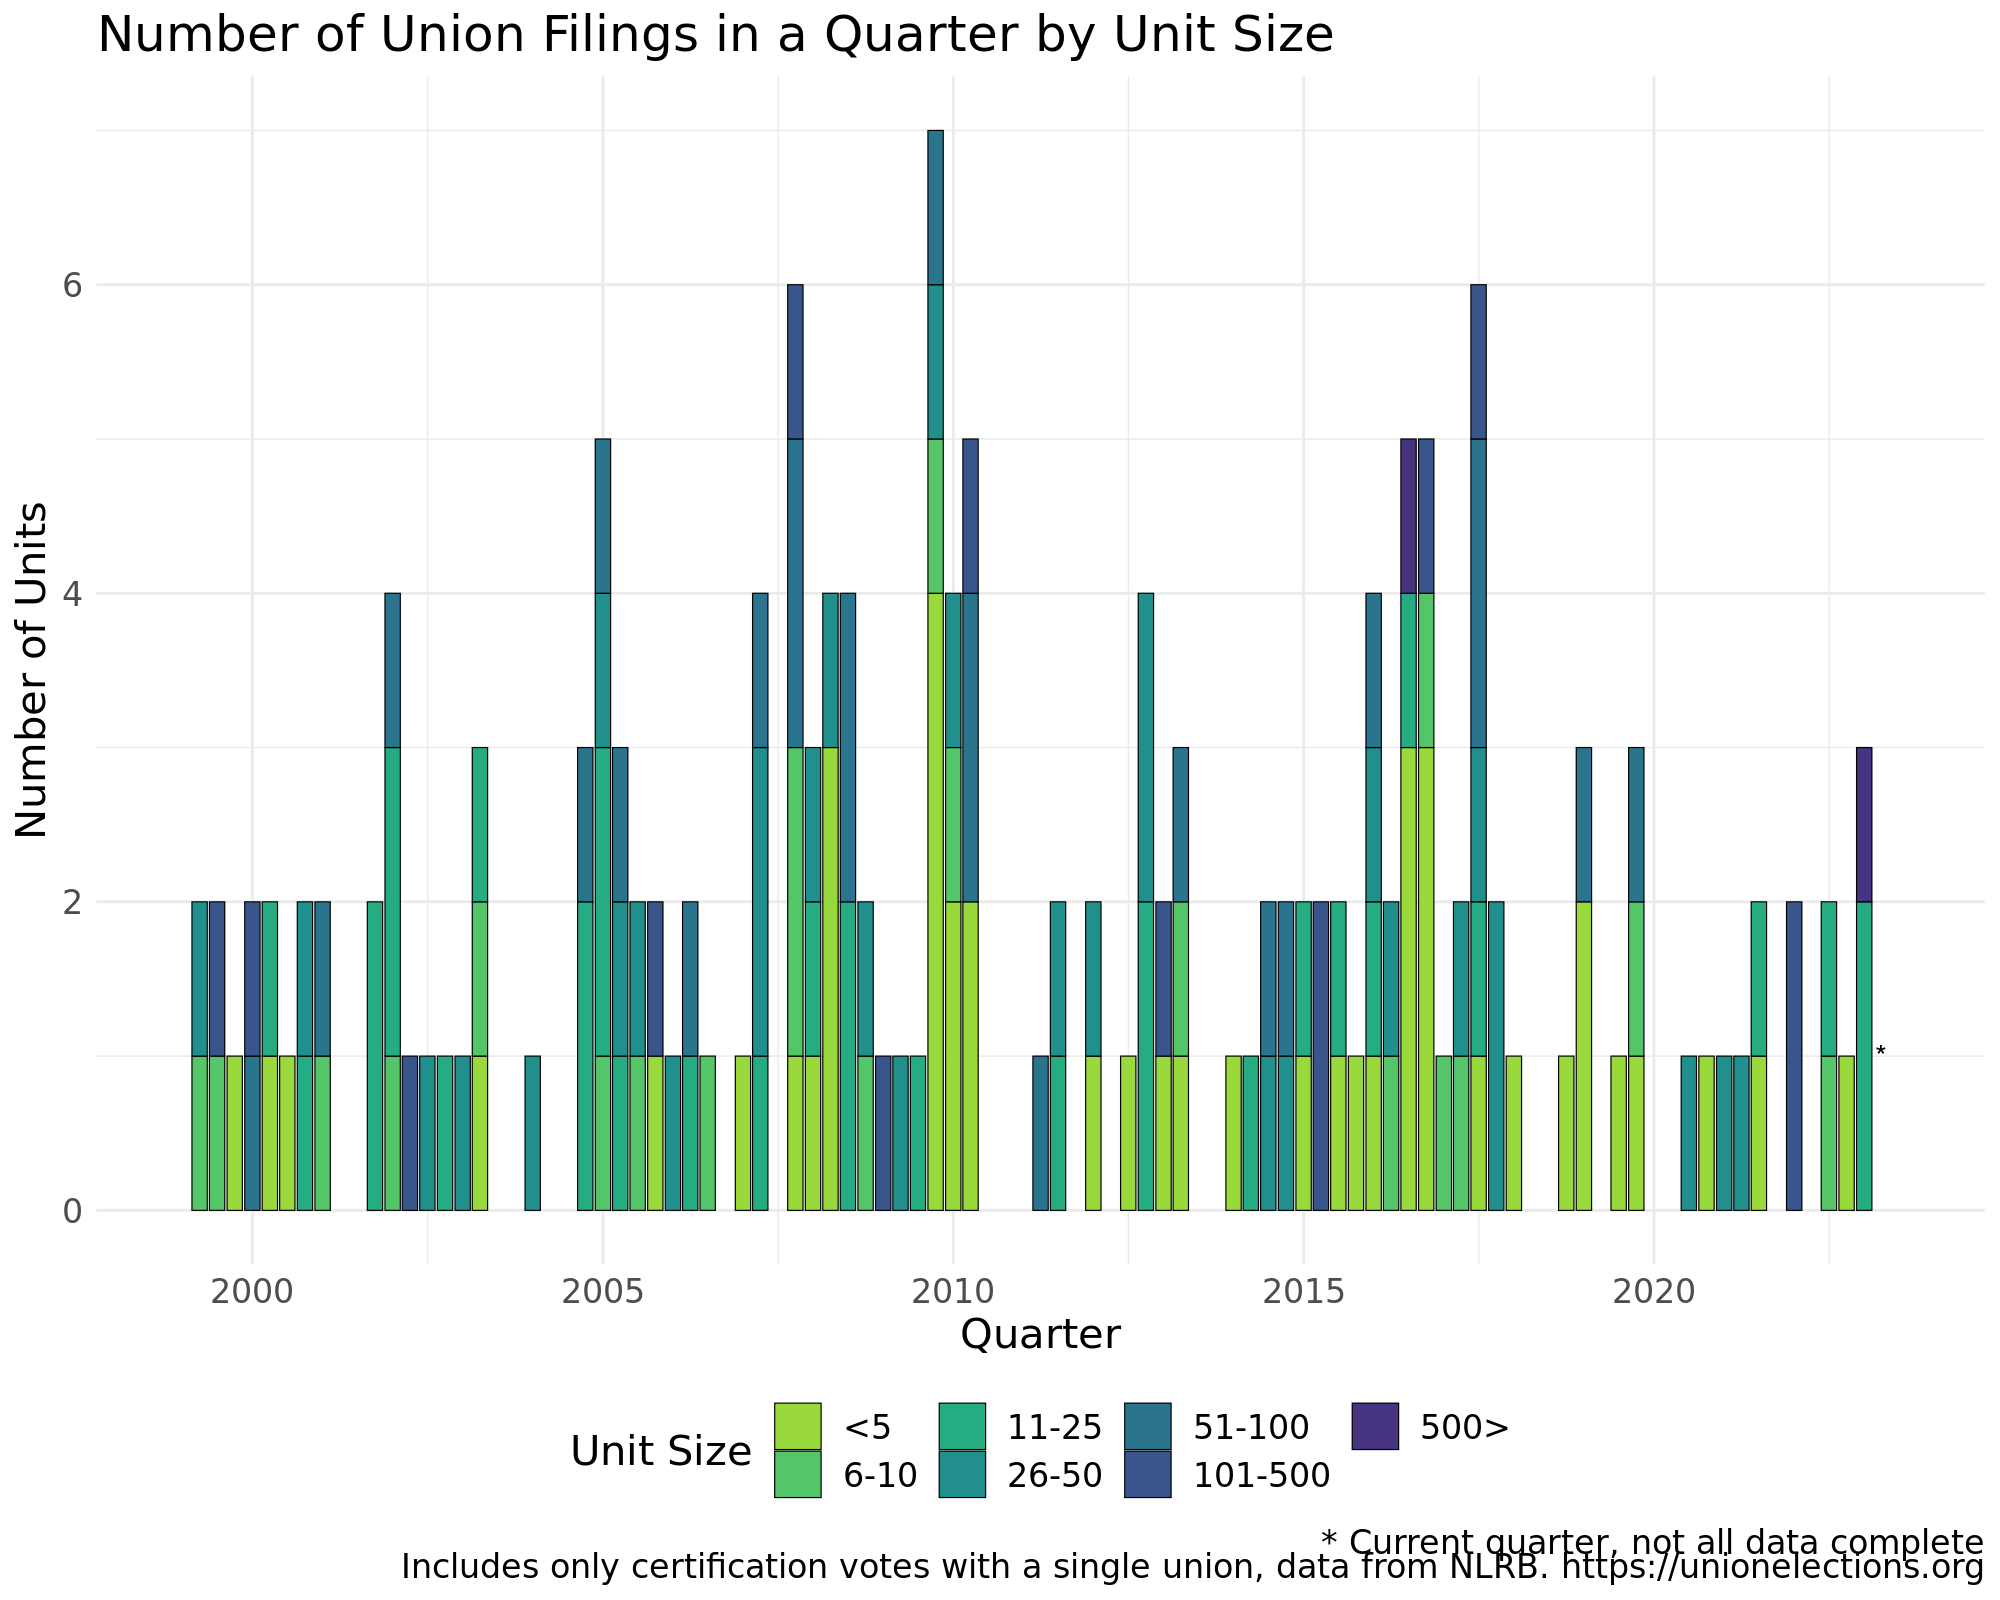 Number of Union Filings in a Quarter by Unit Size
Number of Units
6
4
2
0
*
2000 2005 2010 2015 2020
Quarter
Unit Size
<5 11-25 51-100 500>
6-10 26-50 101-500
* Current quarter, not all data complete
Includes only certification votes with a single union, data from NLRB. https://unionelections.org